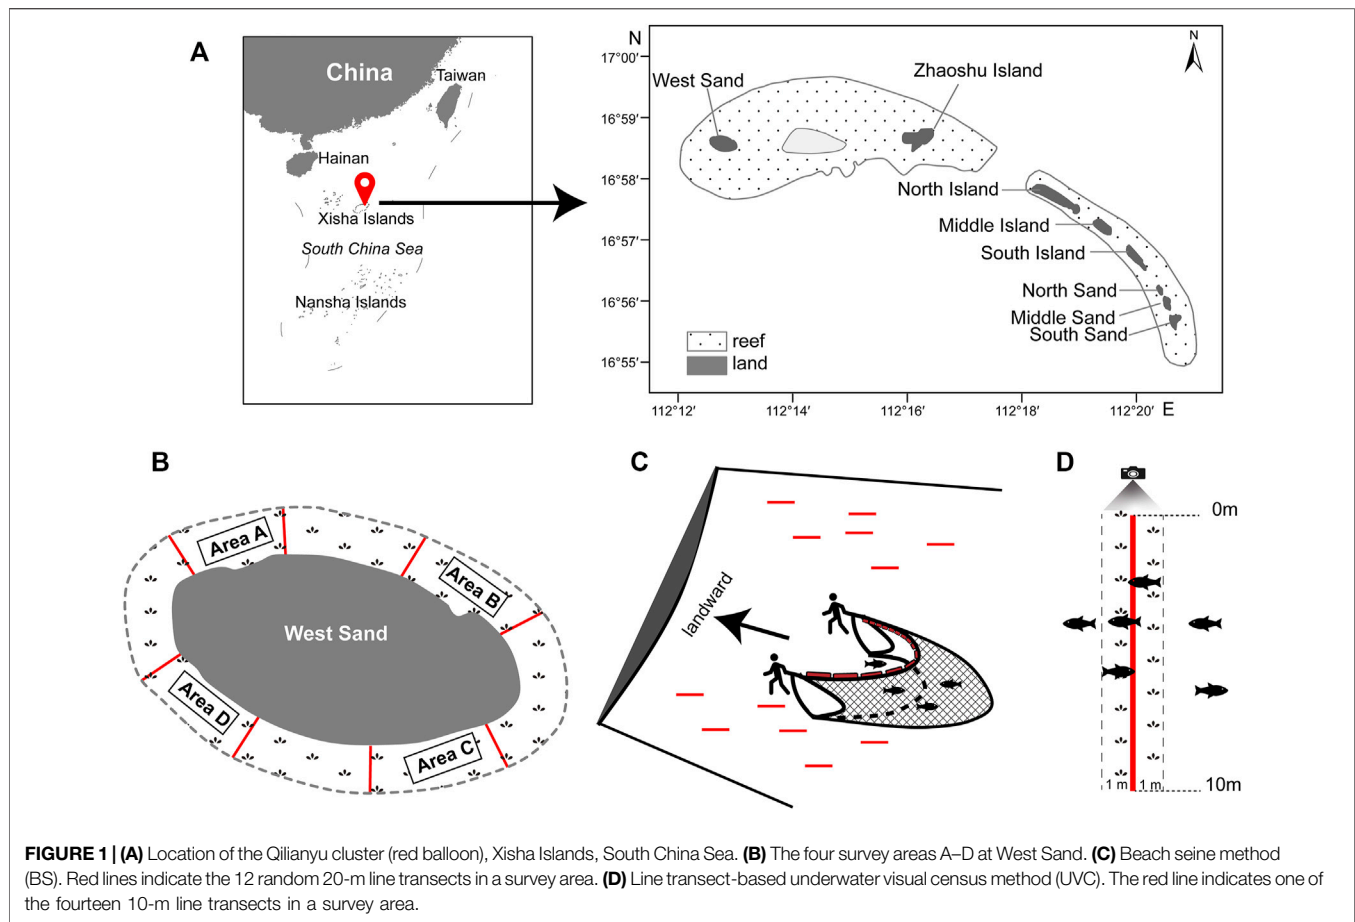 A
China
Taiwan
Hainan
Xisha Islands
South China Sea
Nansha Islands
N
17°00′
16°59′
16°58′
16°57′
16°56′
16°55′
West Sand
Zhaoshu Island
N
North Island
Middle Island
South Island
North Sand
Middle Sand
South Sand
reef
land
112°12′
112°14′
112°16′
112°18′
112°20′
E
B
Area A
Area B
West Sand
Area D
Area C
C
landward
D
0m
1 m
1 m
10m
FIGURE 1 | (A) Location of the Qilianyu cluster (red balloon), Xisha Islands, South China Sea. (B) The four survey areas A–D at West Sand. (C) Beach seine method
(BS). Red lines indicate the 12 random 20-m line transects in a survey area. (D) Line transect-based underwater visual census method (UVC). The red line indicates one of
the fourteen 10-m line transects in a survey area.